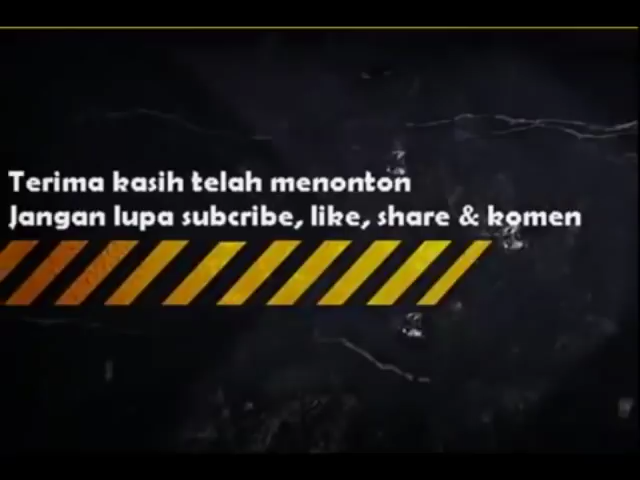 Terima kasih telah menonton
Jangan lupa subcribe, like, share & komen